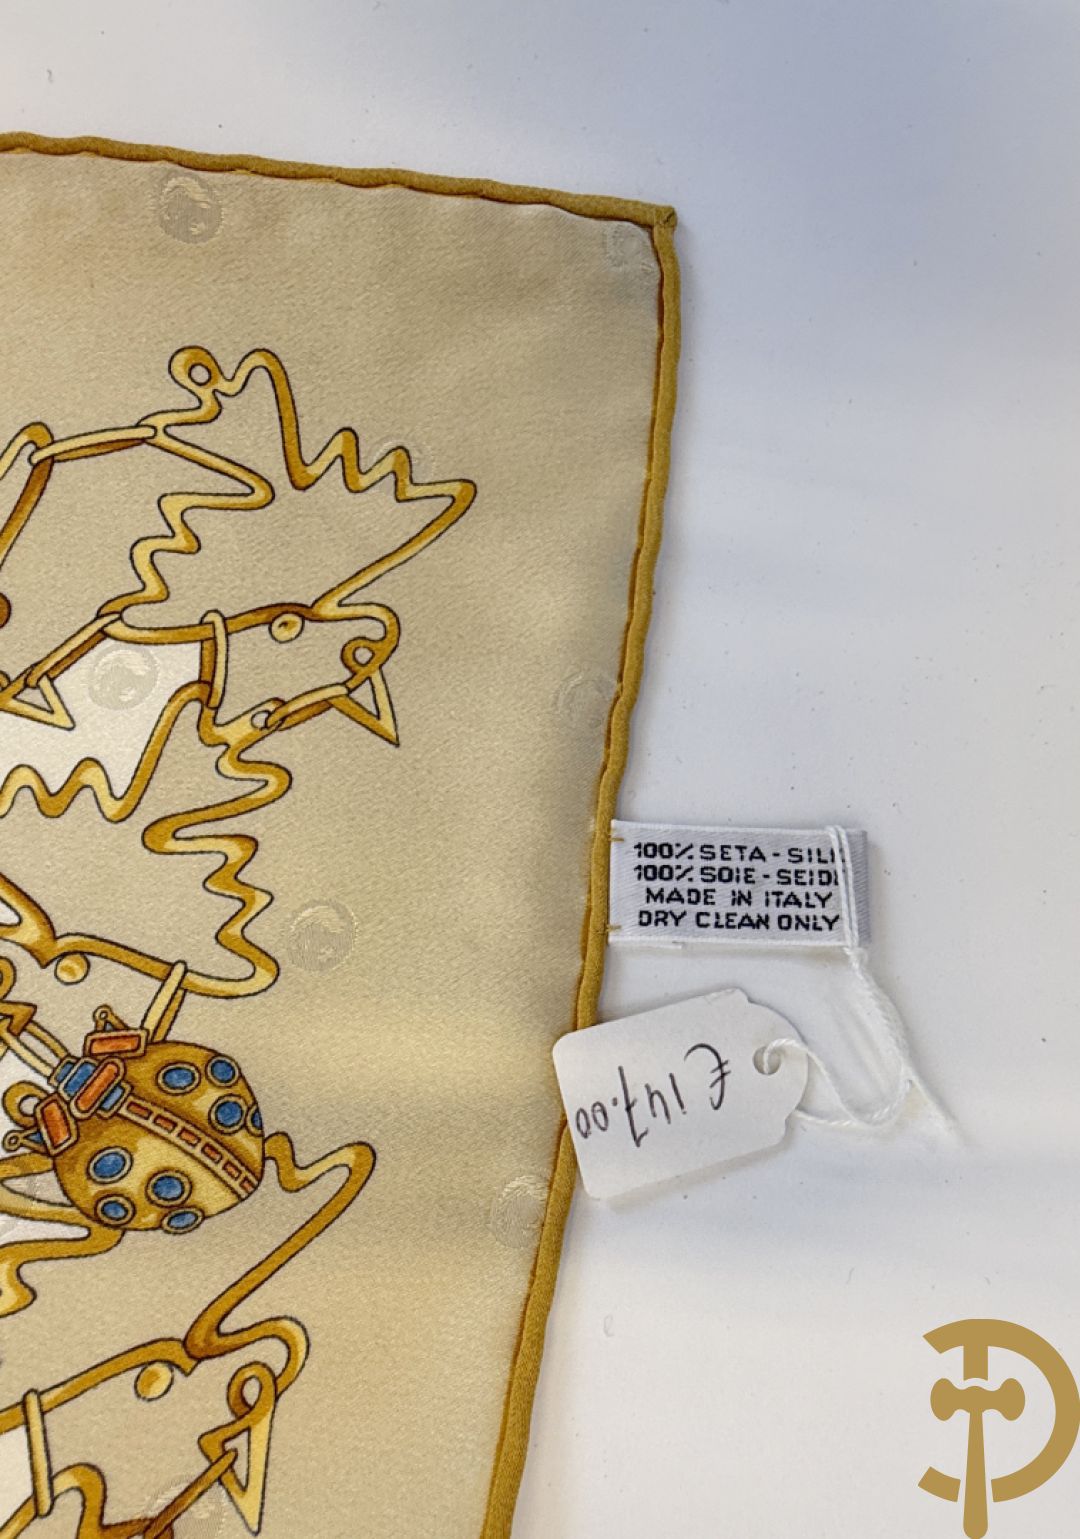 100% SETA - SILK
100% SOIE - SEIDE
MADE IN ITALY
DRY CLEAN ONLY
€ 147.00